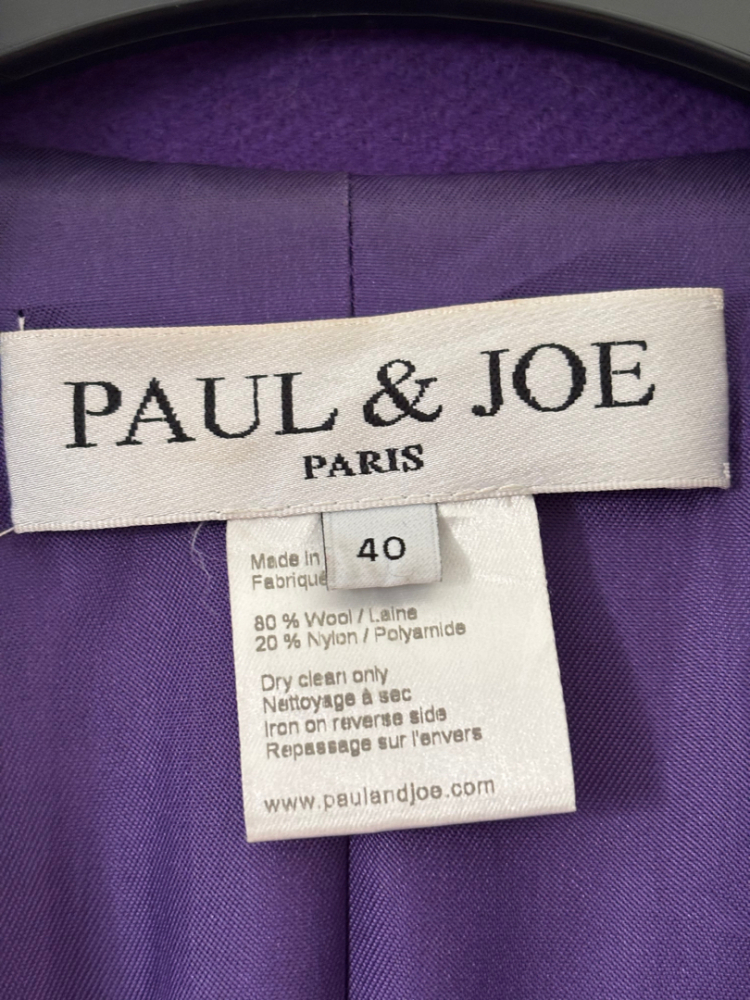 PAUL & JOE
PARIS
40
Made in
Fabriqué
80 % Wool / Laine
20 % Nylon / Polyamide
Dry clean only
Nettoyage à sec
Iron on reverse side
Repassage sur l'envers
www.paulandjoe.com